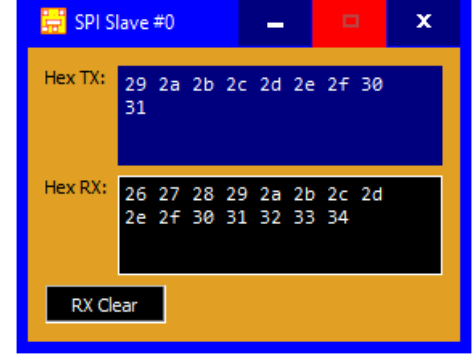 SPI Slave #0
Hex TX:
29 2a 2b 2c 2d 2e 2f 30
31
Hex RX:
26 27 28 29 2a 2b 2c 2d
2e 2f 30 31 32 33 34
RX Clear